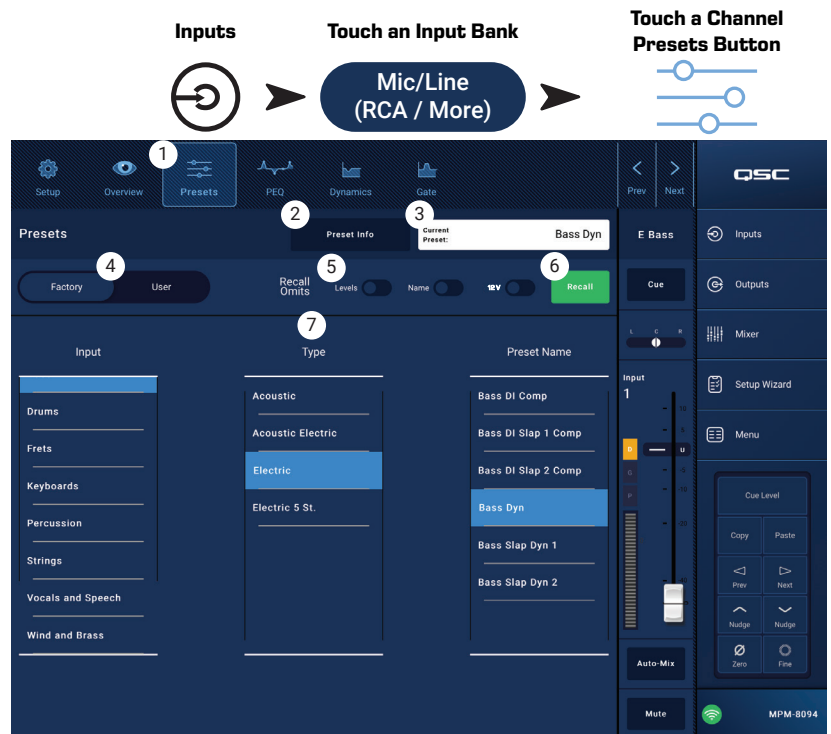 Inputs
Touch an Input Bank
Touch a Channel
Presets Button
Mic/Line
(RCA / More)
1
Setup
Overview
Presets
PEQ
Dynamics
Gate
Prev
Next
QSC
Presets
2
Preset Info
3
Current
Preset:
Bass Dyn
E Bass
Inputs
4
Factory
User
Recall
Omits
5
Levels
Name
12V
6
Recall
Cue
Outputs
7
Input
Type
Preset Name
L C R
Mixer
Drums
Frets
Keyboards
Percussion
Strings
Vocals and Speech
Wind and Brass
Acoustic
Acoustic Electric
Electric
Electric 5 St.
Bass DI Comp
Bass DI Slap 1 Comp
Bass DI Slap 2 Comp
Bass Dyn
Bass Slap Dyn 1
Bass Slap Dyn 2
Input
1
10
5
D
U
G
-5
P
-10
-20
-40
Auto-Mix
Mute
Setup Wizard
Menu
Cue Level
Copy
Paste
Prev
Next
Nudge
Nudge
Zero
Fine
MPM-8094